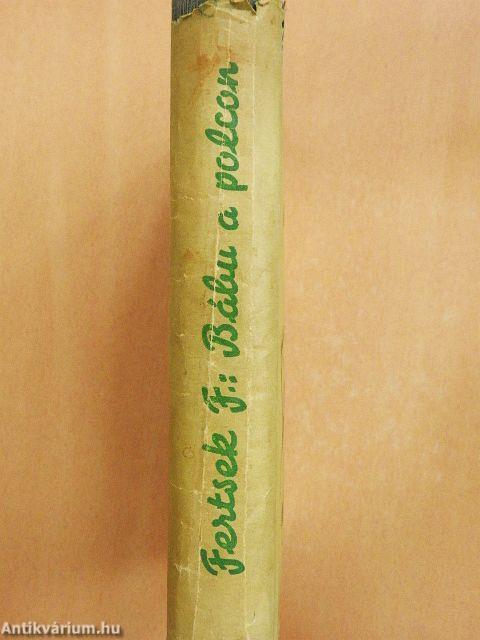 Fertsek F.: Bábu a polcon
Antikvárium.hu